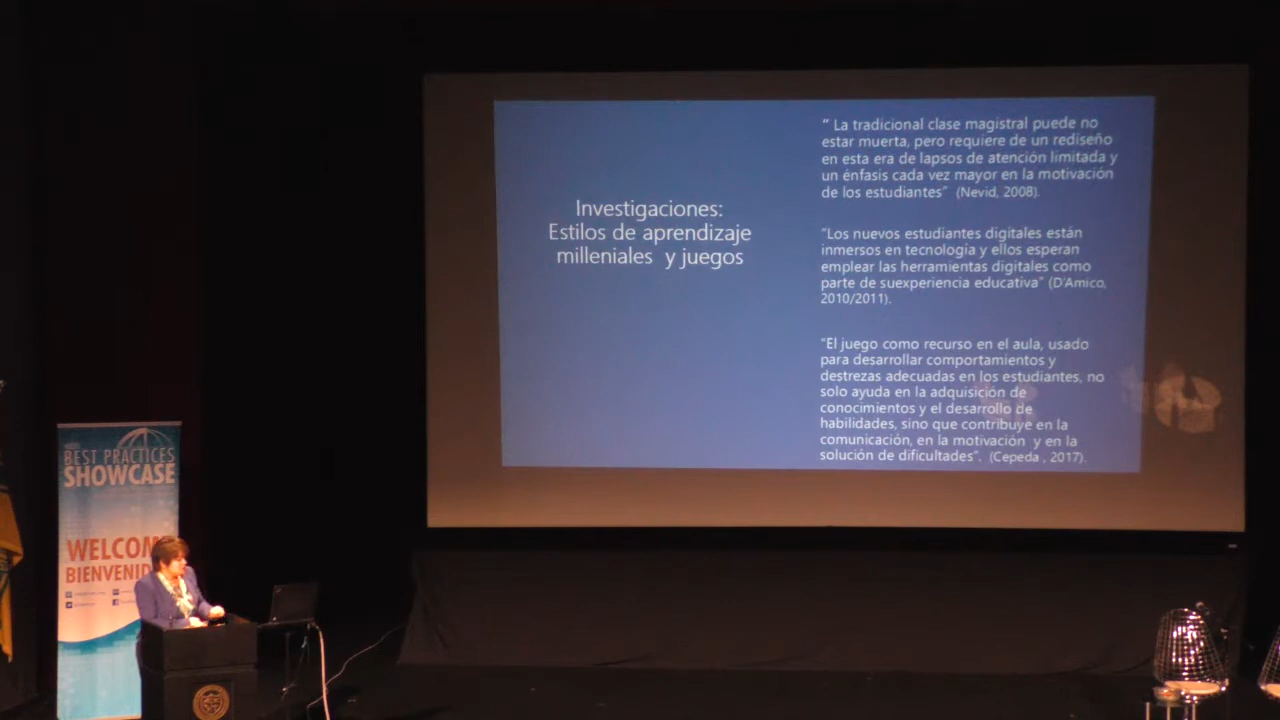 Investigaciones:
Estilos de aprendizaje
milleniales y juegos
“ La tradicional clase magistral puede no
estar muerta, pero requiere de un rediseño
en esta era de lapsos de atención limitada y
un énfasis cada vez mayor en la motivación
de los estudiantes” (Nevid, 2008).
“Los nuevos estudiantes digitales están
inmersos en tecnología y ellos esperan
emplear las herramientas digitales como
parte de suexperiencia educativa” (D’Amico,
2010/2011).
“El juego como recurso en el aula, usado
para desarrollar comportamientos y
destrezas adecuadas en los estudiantes, no
solo ayuda en la adquisición de
conocimientos y el desarrollo de
habilidades, sino que contribuye en la
comunicación, en la motivación y en la
solución de dificultades”. (Cepeda , 2017).
BEST PRACTICES
SHOWCASE
WELCOM
BIENVENID